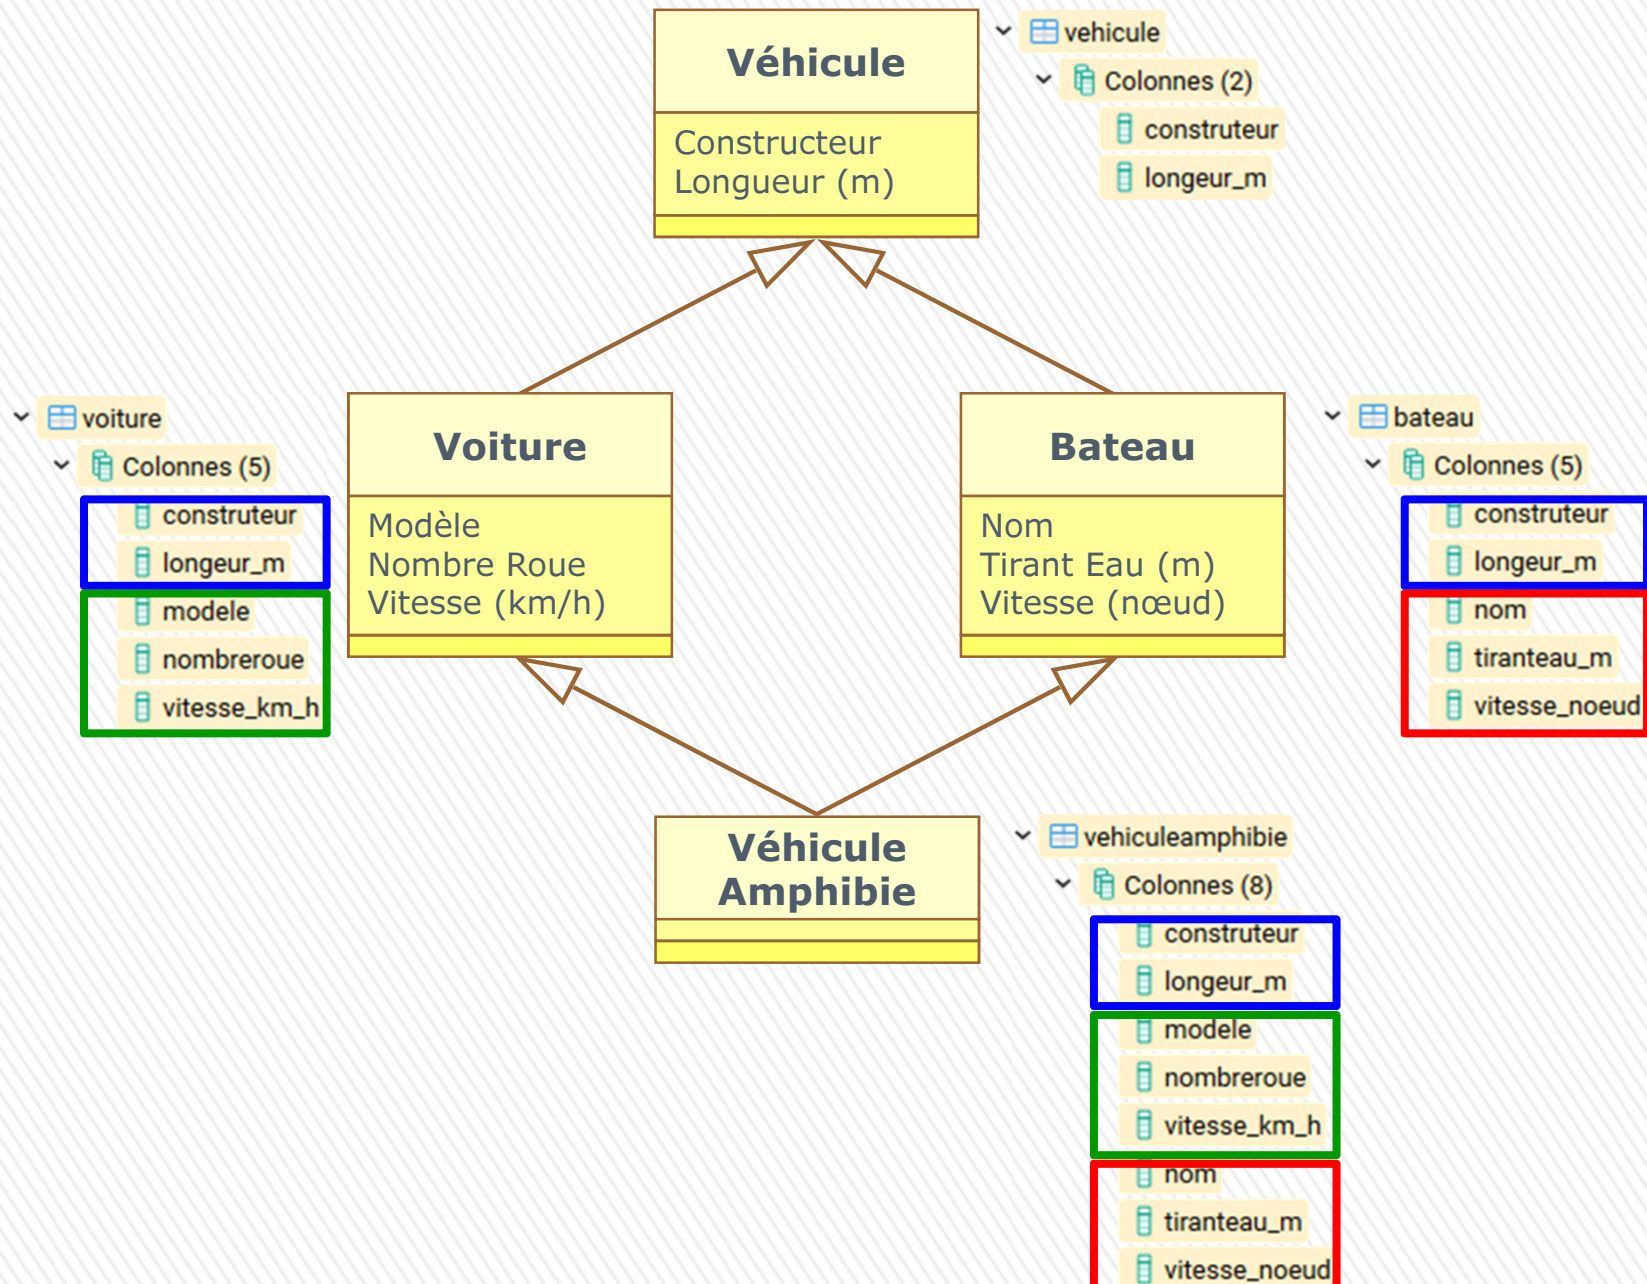 Véhicule
Constructeur
Longueur (m)
vehicule
Colonnes (2)
construteur
longeur_m
voiture
Colonnes (5)
construteur
longeur_m
modele
nombreroue
vitesse_km_h
Voiture
Modèle
Nombre Roue
Vitesse (km/h)
Bateau
Nom
Tirant Eau (m)
Vitesse (nœud)
bateau
Colonnes (5)
construteur
longeur_m
nom
tiranteau_m
vitesse_noeud
Véhicule
Amphibie
vehiculeamphibie
Colonnes (8)
construteur
longeur_m
modele
nombreroue
vitesse_km_h
nom
tiranteau_m
vitesse_noeud